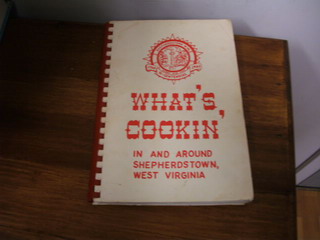 WHAT'S,
COOKIN'
IN AND AROUND
SHEPHERDSTOWN,
WEST VIRGINIA